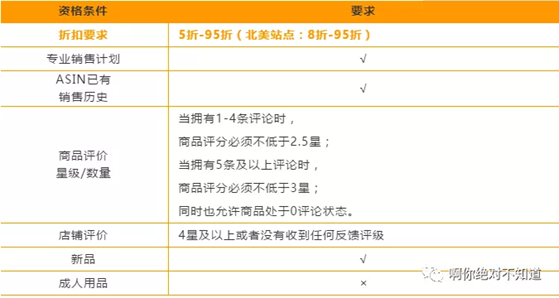 资格条件 要求
折扣要求 5折-95折（北美站点：8折-95折）
专业销售计划 √
ASIN已有
销售历史 √
商品评价
星级/数量
当拥有1-4条评论时，
商品评分必须不低于2.5星；
当拥有5条及以上评论时，
商品评分必须不低于3星；
同时也允许商品处于0评论状态。
店铺评价 4星及以上或者没有收到任何反馈评级
新品 √
成人用品 ×
啊你绝对不知道